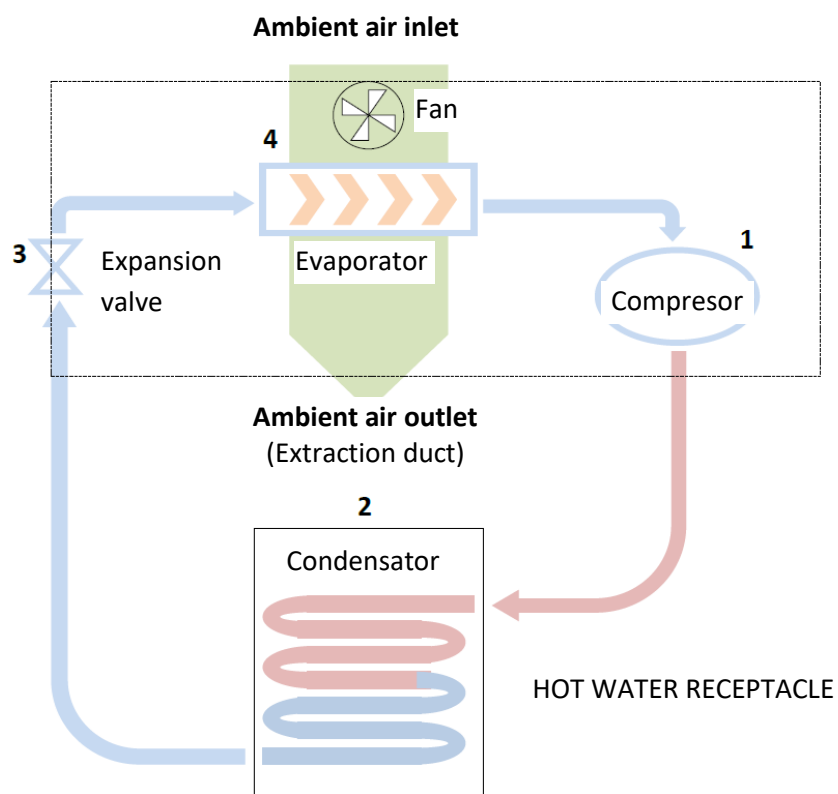 Ambient air inlet
Fan
4
1
3
Expansion
valve
Evaporator
Compresor
Ambient air outlet
(Extraction duct)
2
Condensator
HOT WATER RECEPTACLE